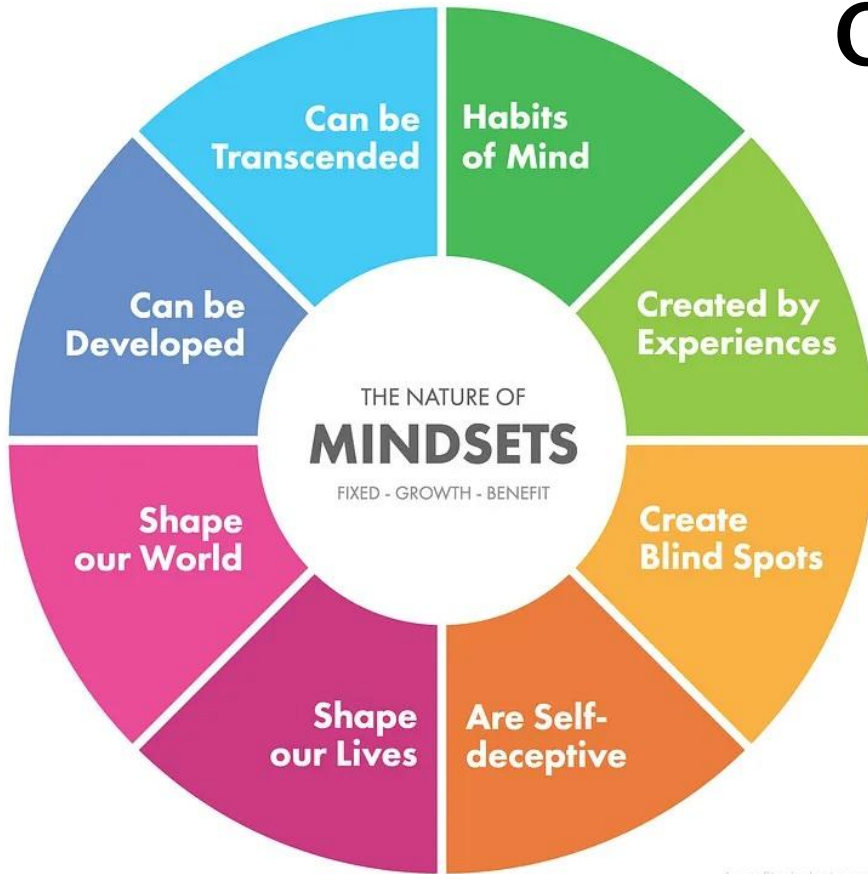 THE NATURE OF
MINDSETS
FIXED - GROWTH - BENEFIT
Habits
of Mind
Created by
Experiences
Create
Blind Spots
Are Self-
deceptive
Shape
our Lives
Shape
our World
Can be
Developed
Can be
Transcended